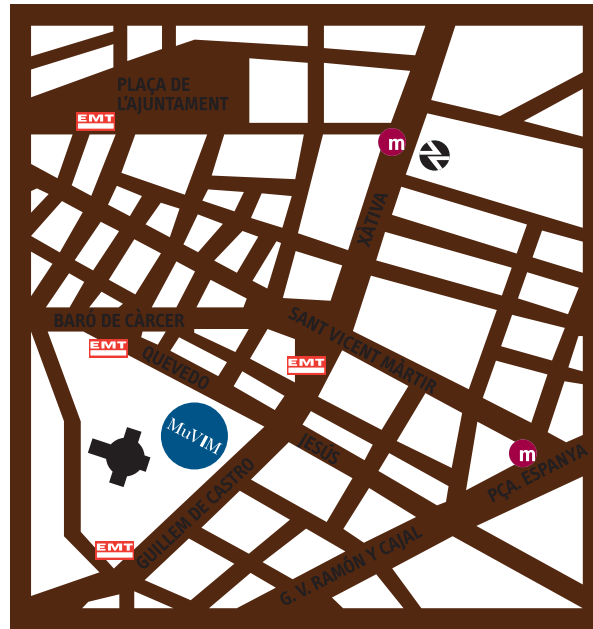 PLAÇA DE
L'AJUNTAMENT
EMT
m
XÀTIVA
BARÓ DE CÀRCER
SANT VICENT MÀRTIR
EMT
QUEVEDO
EMT
MuVIM
JESÚS
m
PÇA. ESPANYA
GUILLEM DE CASTRO
EMT
G. V. RAMÓN Y CAJAL